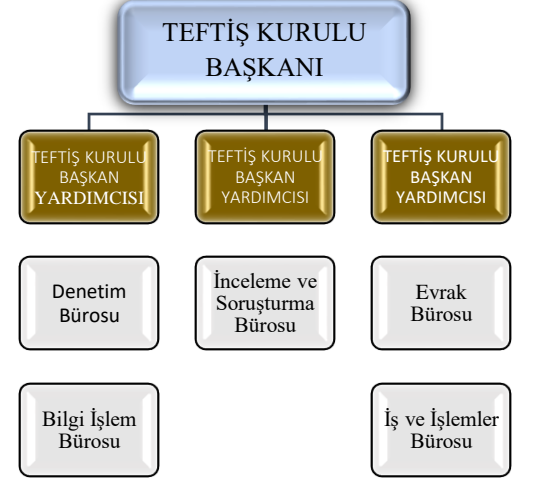 TEFTİŞ KURULU
BAŞKANI
TEFTİŞ KURULU
BAŞKAN
YARDIMCISI
TEFTİŞ KURULU
BAŞKAN
YARDIMCISI
TEFTİŞ KURULU
BAŞKAN
YARDIMCISI
Denetim
Bürosu
İnceleme ve
Soruşturma
Bürosu
Evrak
Bürosu
Bilgi İşlem
Bürosu
İş ve İşlemler
Bürosu